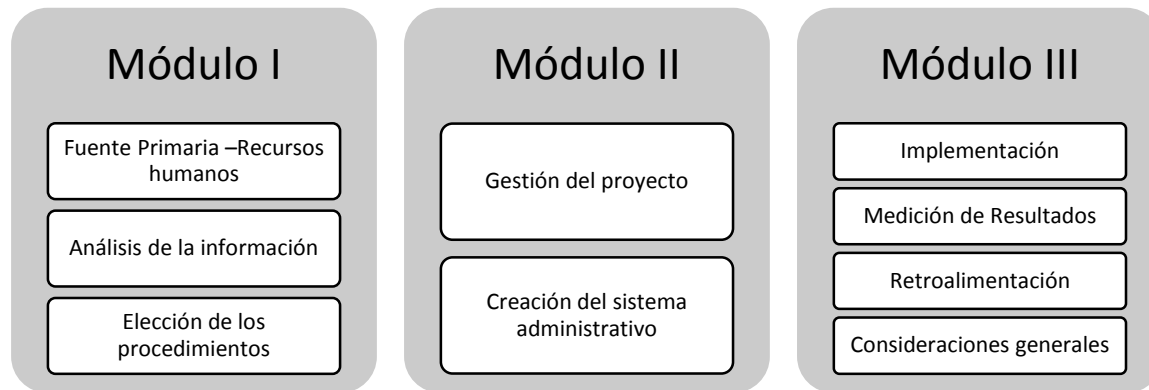 Módulo I
Fuente Primaria –Recursos
humanos
Análisis de la información
Elección de los
procedimientos
Módulo II
Gestión del proyecto
Creación del sistema
administrativo
Módulo III
Implementación
Medición de Resultados
Retroalimentación
Consideraciones generales